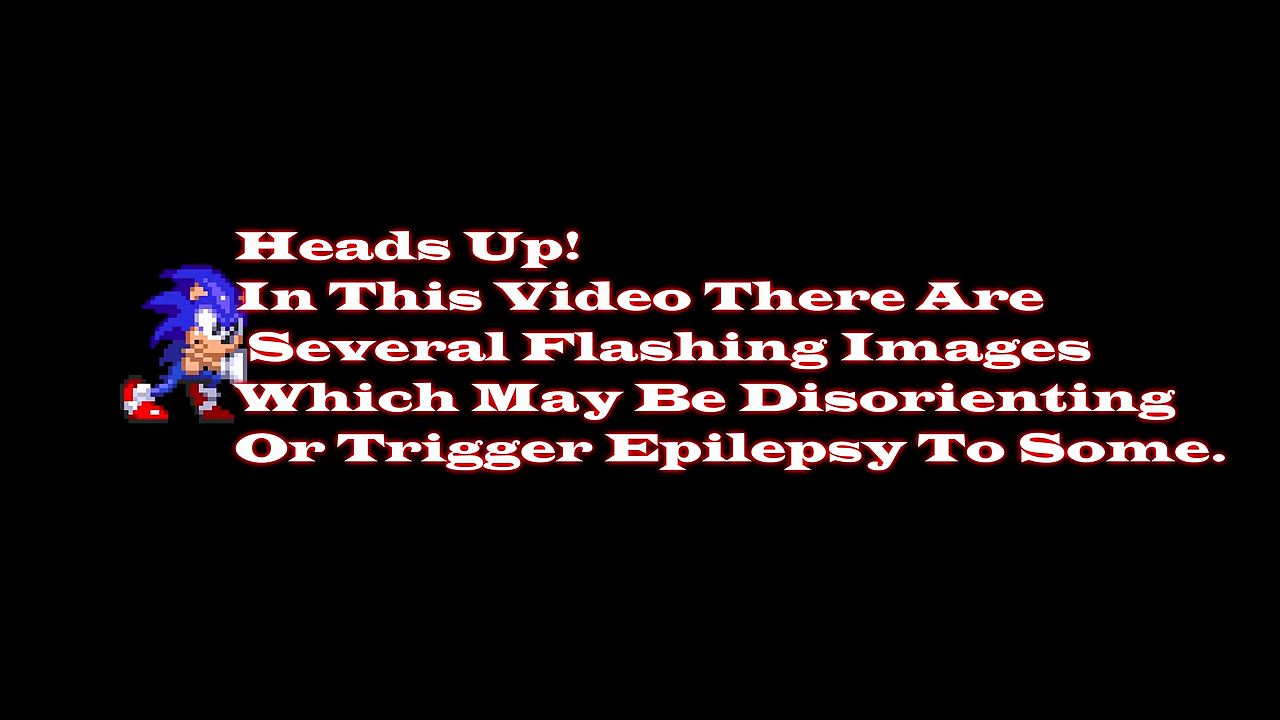 Heads Up!
In This Video There Are
Several Flashing Images
Which May Be Disorienting
Or Trigger Epilepsy To Some.